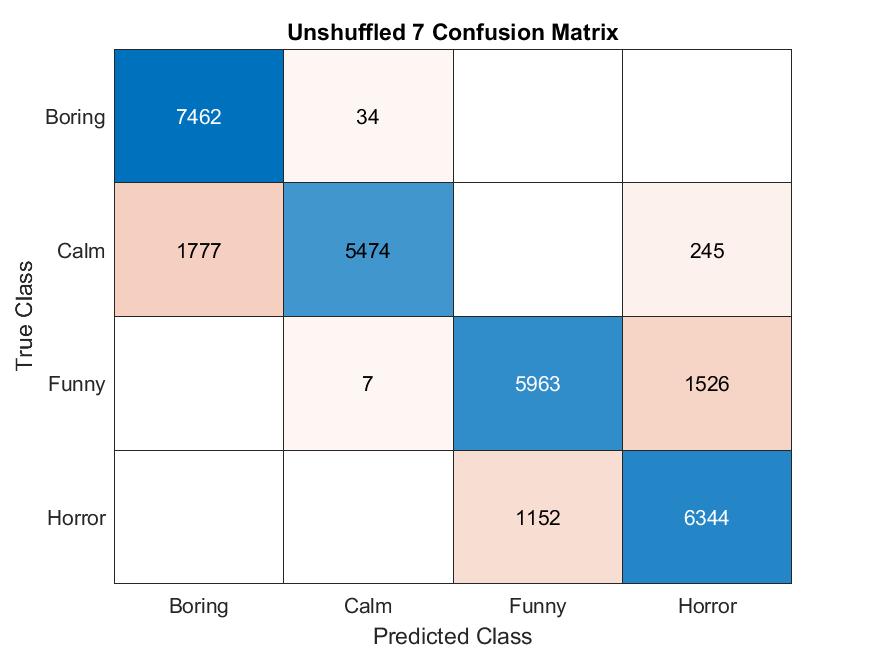 Unshuffled 7 Confusion Matrix
Boring 7462 34
Calm 1777 5474 245
Funny 7 5963 1526
Horror 1152 6344
Boring Calm Funny Horror
Predicted Class
True Class